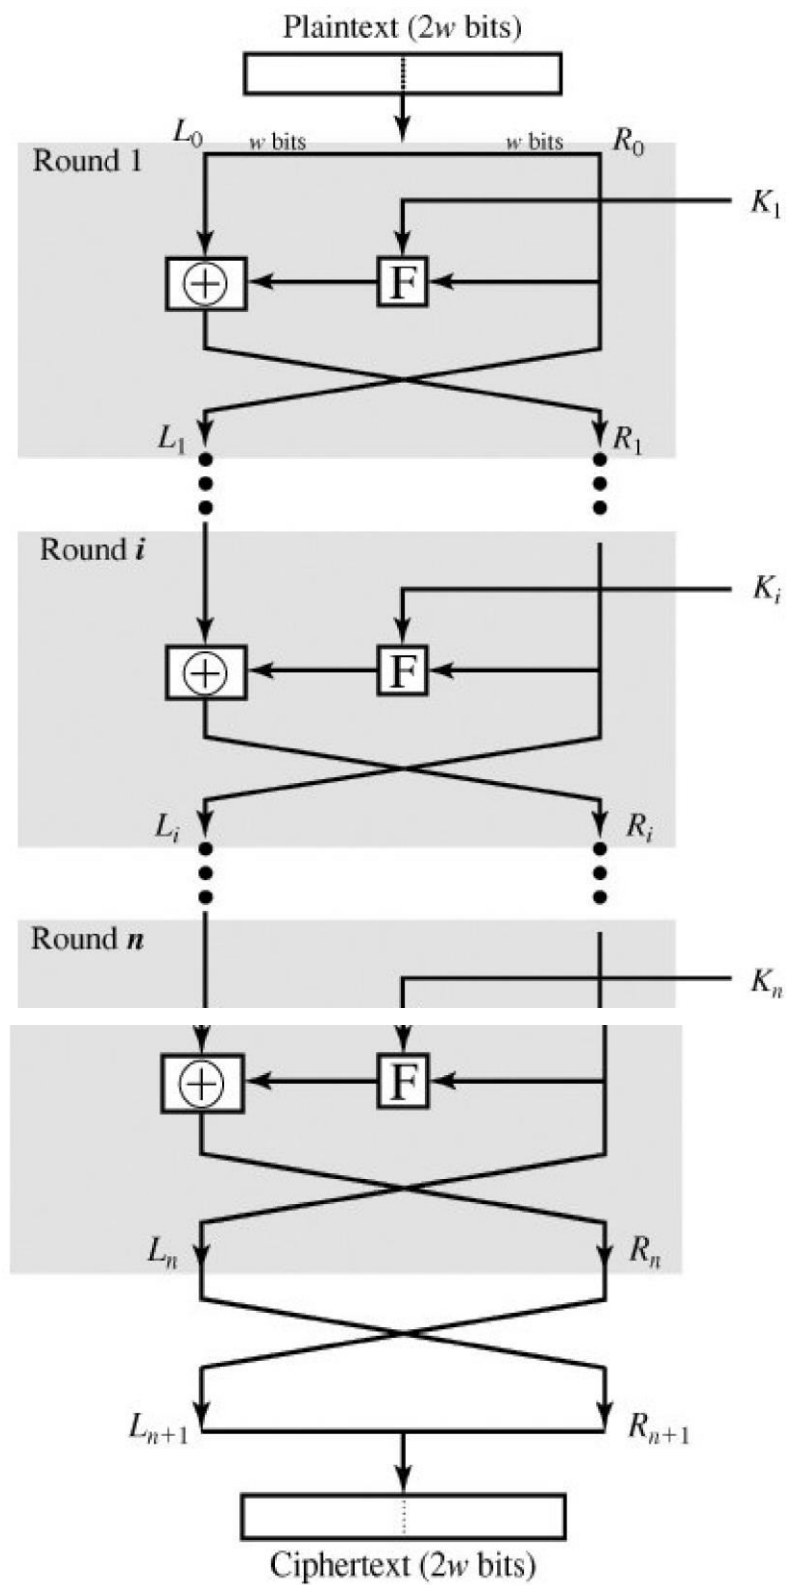 Plaintext (2w bits)
L₀ w bits w bits R₀
Round 1
K₁
F
L₁ R₁
Round i
Kᵢ
F
Lᵢ Rᵢ
Round n
Kₙ
F
Lₙ Rₙ
Lₙ₊₁ Rₙ₊₁
Ciphertext (2w bits)